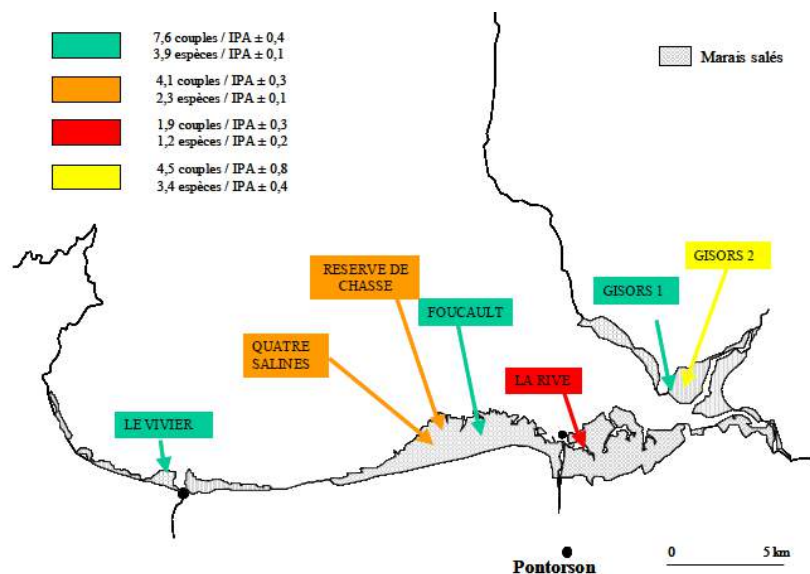 7,6 couples / IPA ± 0,4
3,9 espèces / IPA ± 0,1
4,1 couples / IPA ± 0,3
2,3 espèces / IPA ± 0,1
1,9 couples / IPA ± 0,3
1,2 espèces / IPA ± 0,2
4,5 couples / IPA ± 0,8
3,4 espèces / IPA ± 0,4
Marais salés
RESERVE DE
CHASSE
GISORS 2
GISORS 1
FOUCAULT
QUATRE
SALINES
LA RIVE
LE VIVIER
Pontorson
0 5 km